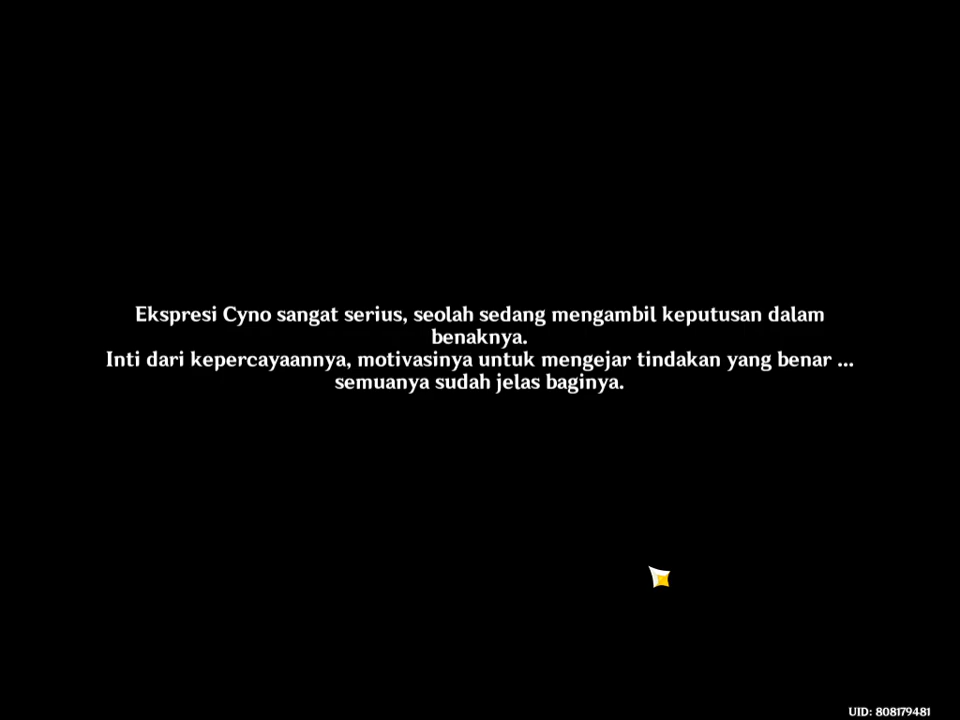 Ekspresi Cyno sangat serius, seolah sedang mengambil keputusan dalam
benaknya.
Inti dari kepercayaannya, motivasinya untuk mengejar tindakan yang benar ...
semuanya sudah jelas baginya.
UID: 808179481